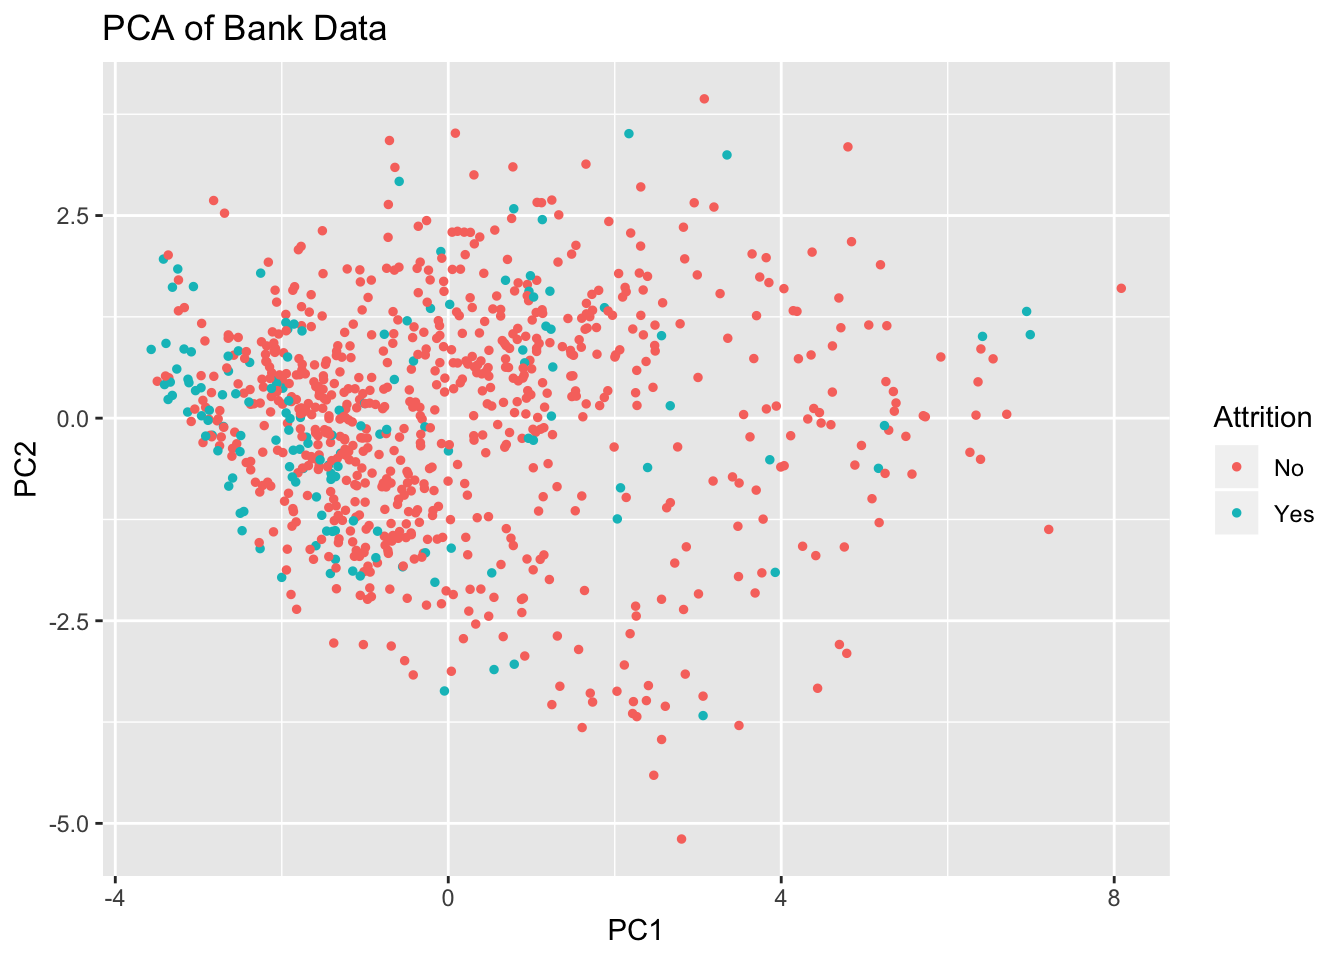 PCA of Bank Data
2.5
0.0
-2.5
-5.0
PC2
-4 0 4 8
PC1
Attrition
No
Yes